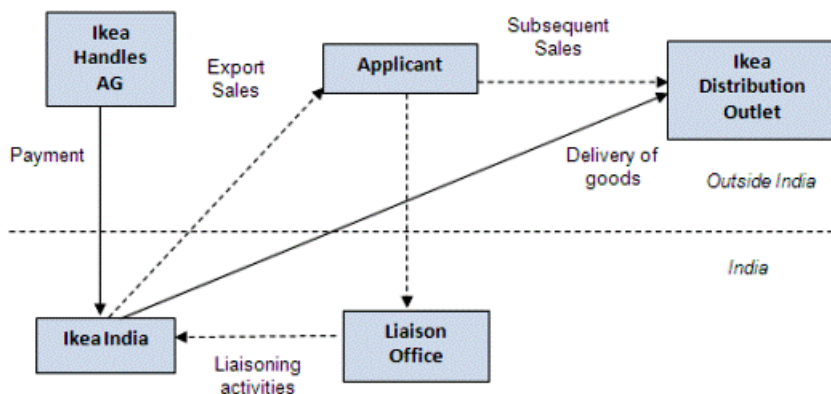 Ikea
Handles
AG
Export
Sales
Applicant
Subsequent
Sales
Ikea
Distribution
Outlet
Payment
Delivery of
goods
Outside India
India
Ikea India
Liaisoning
activities
Liaison
Office